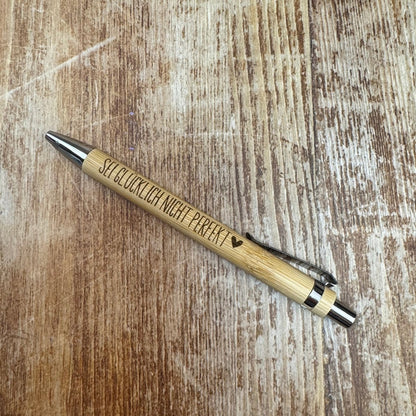 SEI GLÜCKLICH NICHT PERFEKT ♥